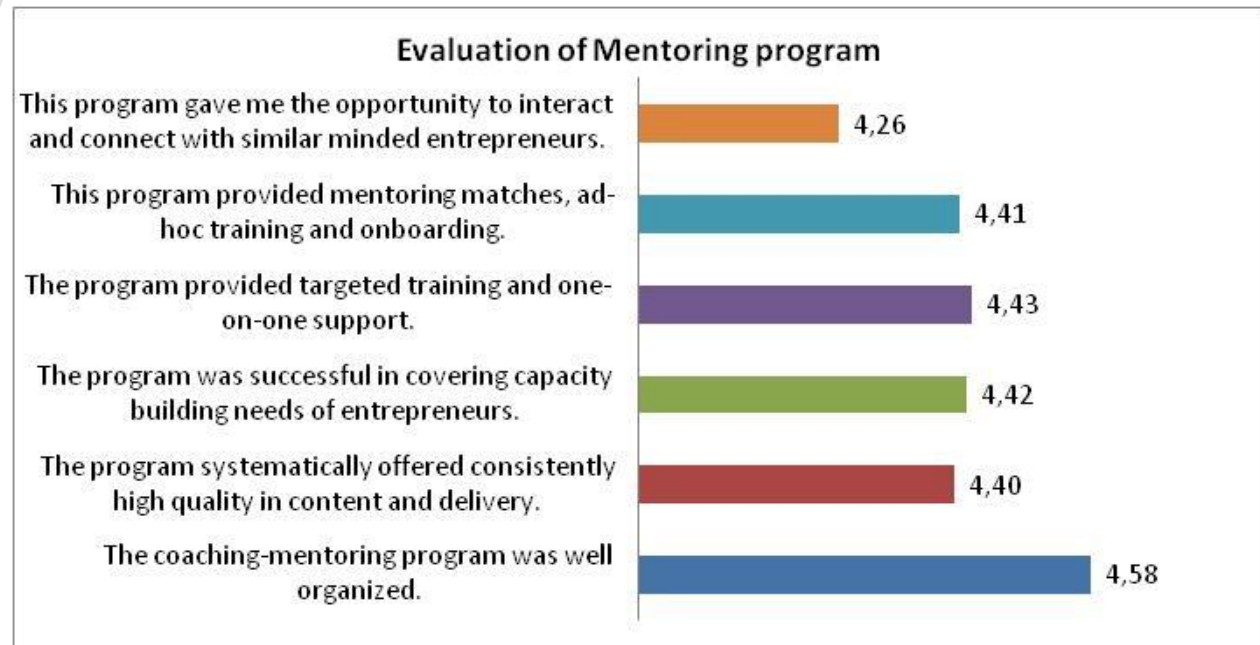 Evaluation of Mentoring program
This program gave me the opportunity to interact
and connect with similar minded entrepreneurs.
4,26
This program provided mentoring matches, ad-
hoc training and onboarding.
4,41
The program provided targeted training and one-
on-one support.
4,43
The program was successful in covering capacity
building needs of entrepreneurs.
4,42
The program systematically offered consistently
high quality in content and delivery.
4,40
The coaching-mentoring program was well
organized.
4,58